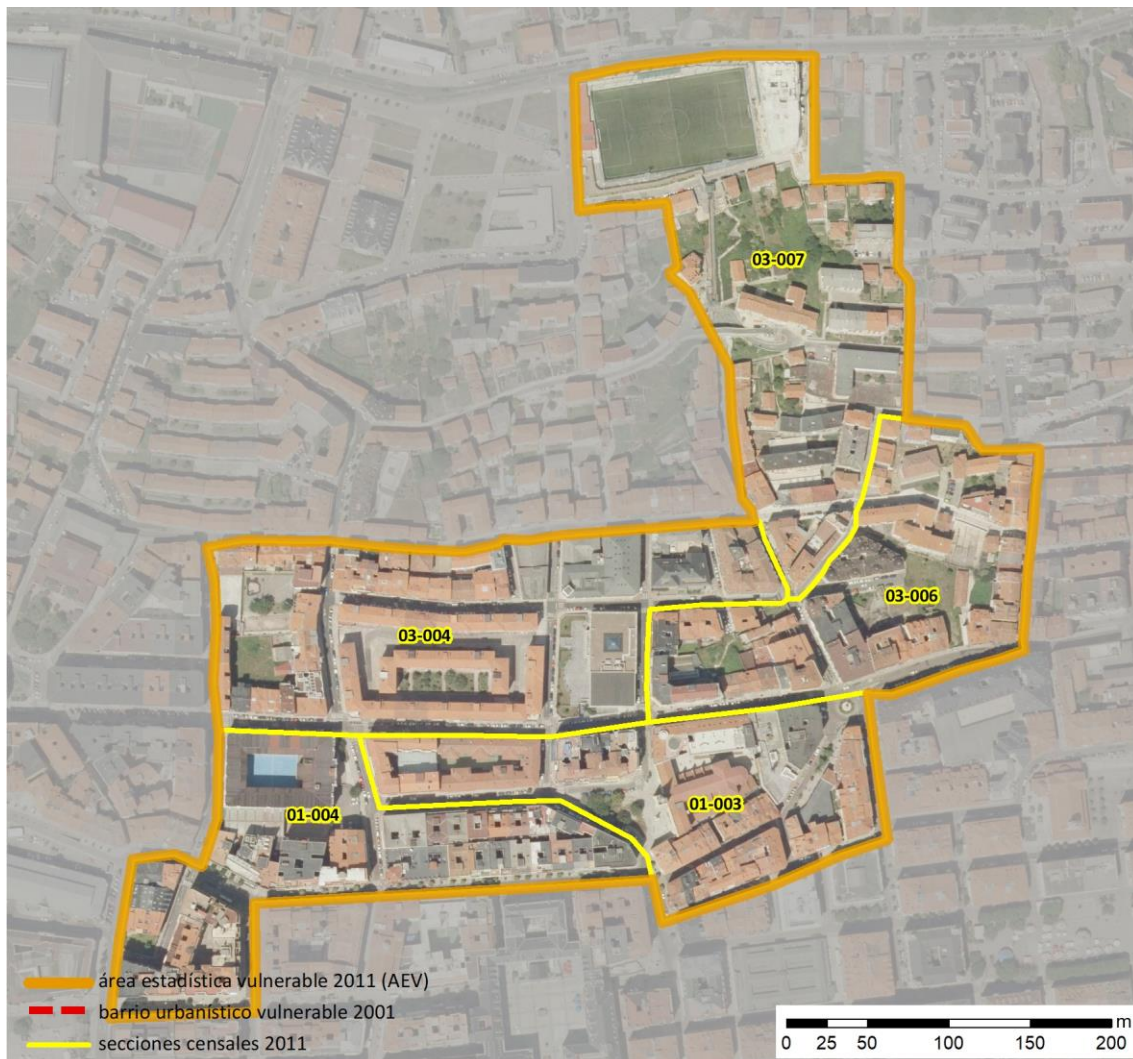 03-007
03-006
03-004
01-003
01-004
área estadística vulnerable 2011 (AEV)
barrio urbanístico vulnerable 2001
secciones censales 2011
m
0 25 50 100 150 200